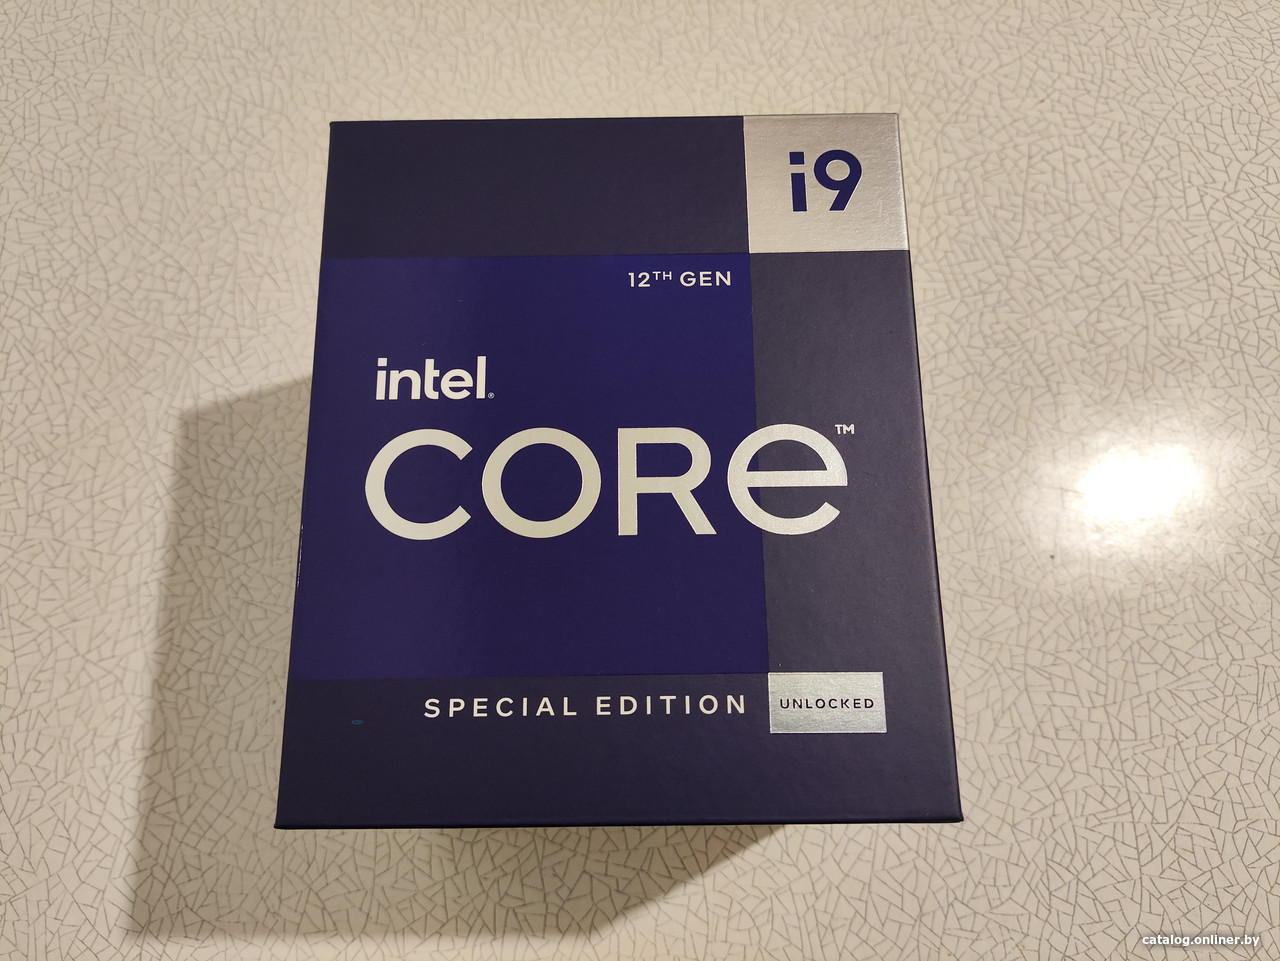 i9
12TH GEN
intel®
CORe™
SPECIAL EDITION
UNLOCKED
catalog.onliner.by